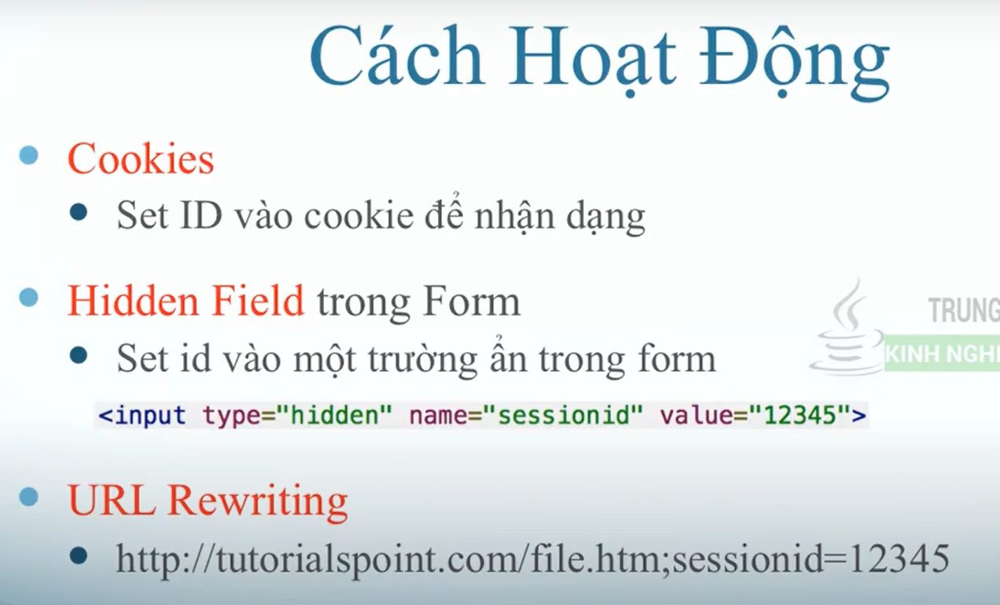 Cách Hoạt Động
Cookies
Set ID vào cookie để nhận dạng
Hidden Field trong Form
Set id vào một trường ẩn trong form
TRUNG
KINH NGH
<input type="hidden" name="sessionid" value="12345">
URL Rewriting
http://tutorialspoint.com/file.htm;sessionid=12345